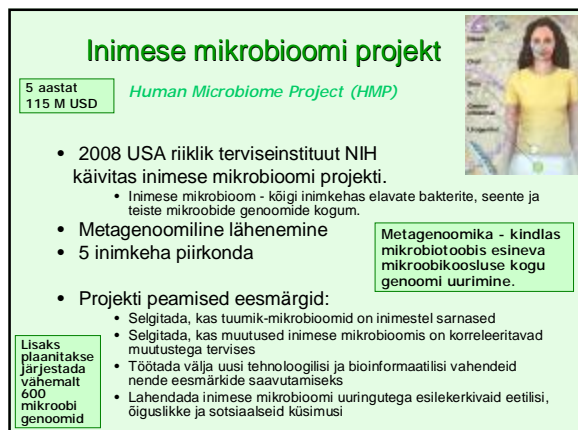 Inimese mikrobioomi projekt
5 aastat
115 M USD
Human Microbiome Project (HMP)
• 2008 USA riiklik terviseinstituut NIH
käivitas inimese mikrobioomi projekti.
• Inimese mikrobioom - kõigi inimkehas elavate bakterite, seente ja
teiste mikroobide genoomide kogum.
• Metagenoomiline lähenemine
• 5 inimkeha piirkonda
Metagenoomika - kindlas
mikrobiotoobis esineva
mikroobikoosluse kogu
genoomi uurimine.
• Projekti peamised eesmärgid:
• Selgitada, kas tuumik-mikrobioomid on inimestel sarnased
• Selgitada, kas muutused inimese mikrobioomis on korreleeritavad
muutustega tervises
• Töötada välja uusi tehnoloogilisi ja bioinformaatilisi vahendeid
nende eesmärkide saavutamiseks
• Lahendada inimese mikrobioomi uuringutega esilekerkivaid eetilisi,
õiguslikke ja sotsiaalseid küsimusi
Lisaks
plaanitakse
järjestada
vähemalt
600
mikroobi
genoomid